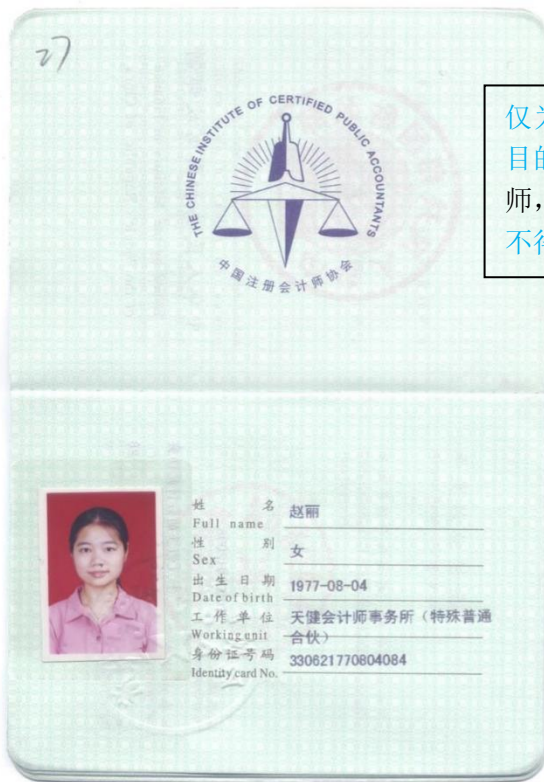 27
THE CHINESE INSTITUTE OF CERTIFIED PUBLIC ACCOUNTANTS
中国注册会计师协会
仅为
目的
师，
不得
姓 名 赵丽
Full name
性 别 女
Sex
出生日期 1977-08-04
Date of birth
工作单位 天健会计师事务所（特殊普通
Working unit 合伙）
身份证号码 330621770804084
Identity card No.